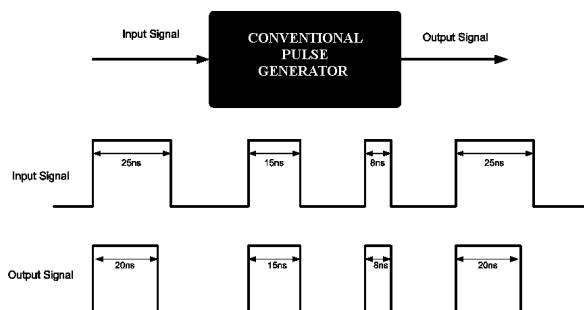 Input Signal
CONVENTIONAL
PULSE
GENERATOR
Output Signal
Input Signal
25ns
15ns
8ns
25ns
Output Signal
20ns
15ns
8ns
20ns